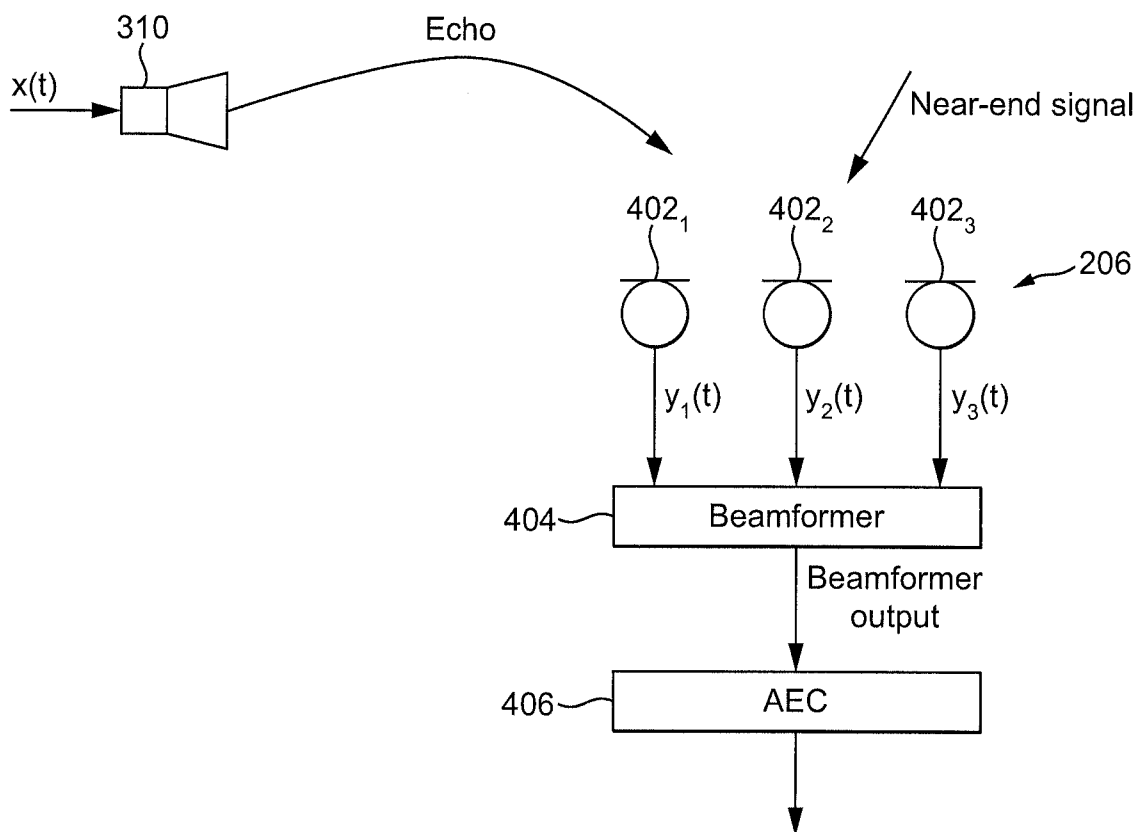 310
Echo
x(t)
Near-end signal
402₁
402₂
402₃
206
y₁(t)
y₂(t)
y₃(t)
404
Beamformer
Beamformer
output
406
AEC